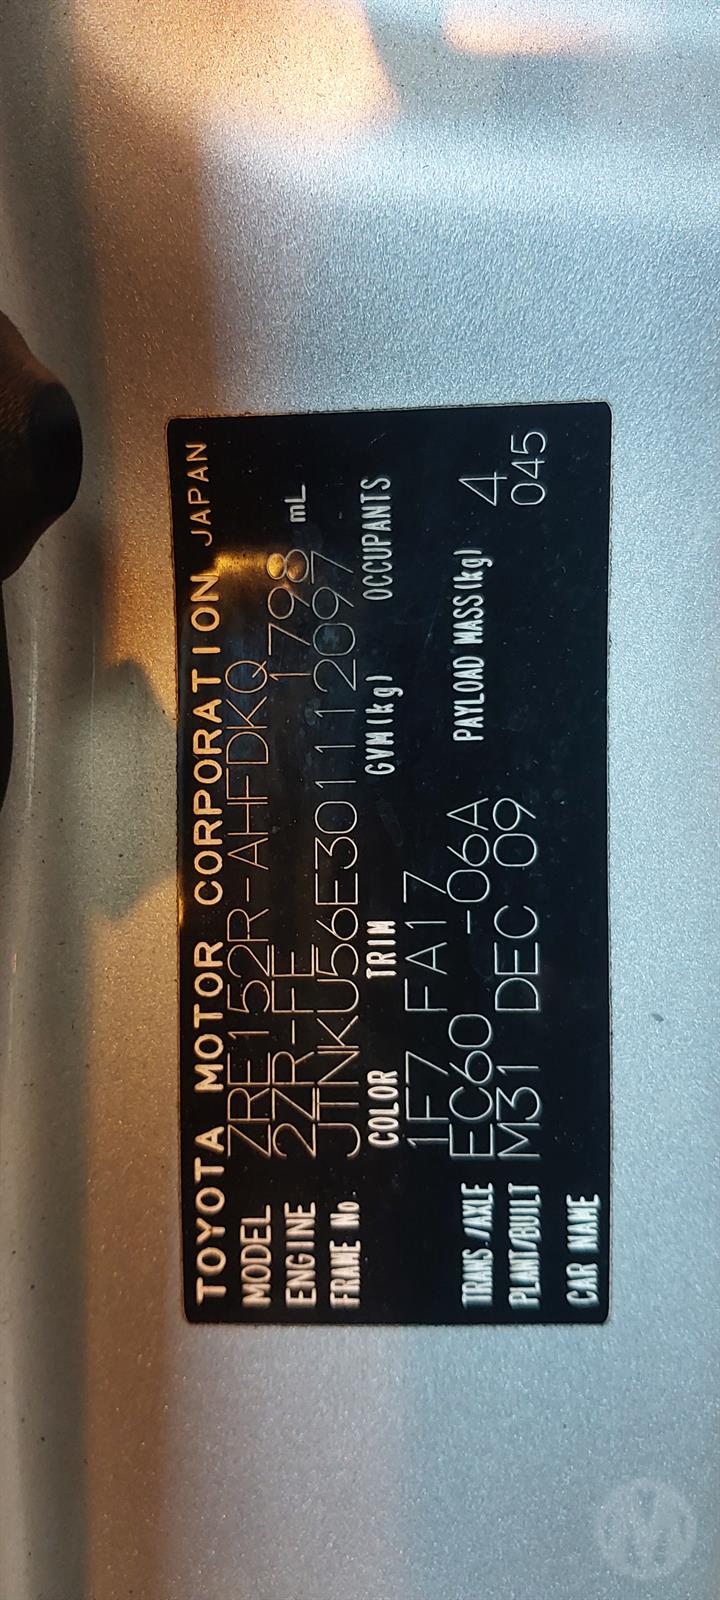 TOYOTA MOTOR CORPORATION JAPAN
MODEL ZRE152R-AHFDKQ
ENGINE 2ZR-FE 1798 mL
FRAME No. JTNKU56E301112097
COLOR TRIM GVM(kg) OCCUPANTS
1F7 FA17
TRANS./AXLE EC60 -06A PAYLOAD MASS(kg) 4
PLANT/BUILT M31 DEC 09 045
CAR NAME